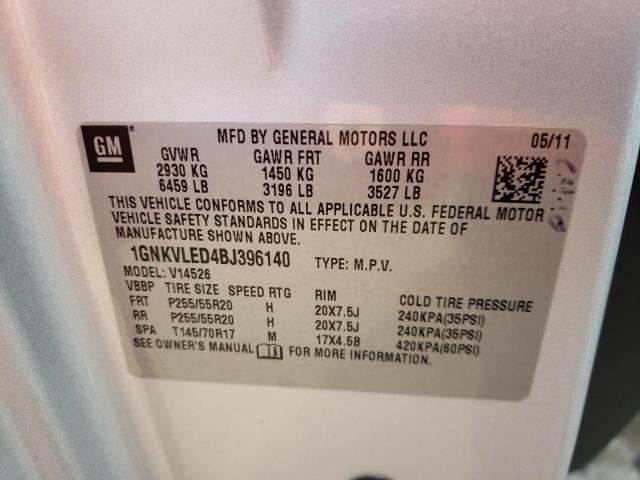 GM ® MFD BY GENERAL MOTORS LLC 05/11
GVWR GAWR FRT GAWR RR
2930 KG 1450 KG 1600 KG
6459 LB 3196 LB 3527 LB
THIS VEHICLE CONFORMS TO ALL APPLICABLE U.S. FEDERAL MOTOR
VEHICLE SAFETY STANDARDS IN EFFECT ON THE DATE OF
MANUFACTURE SHOWN ABOVE.
1GNKVLED4BJ396140 TYPE: M.P.V.
MODEL: V14526
VBBP TIRE SIZE SPEED RTG RIM COLD TIRE PRESSURE
FRT P255/55R20 H 20X7.5J 240KPA(35PSI)
RR P255/55R20 H 20X7.5J 240KPA(35PSI)
SPA T145/70R17 M 17X4.5B 420KPA(60PSI)
SEE OWNER'S MANUAL FOR MORE INFORMATION.